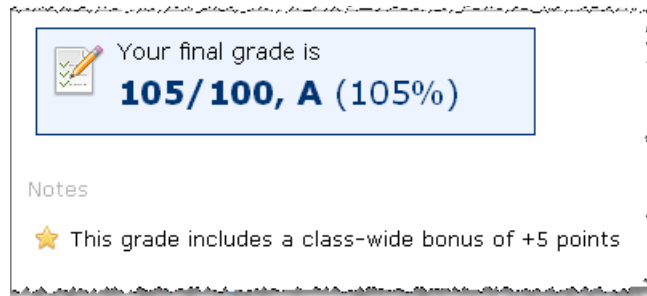 Your final grade is
105/100, A (105%)
Notes
This grade includes a class-wide bonus of +5 points